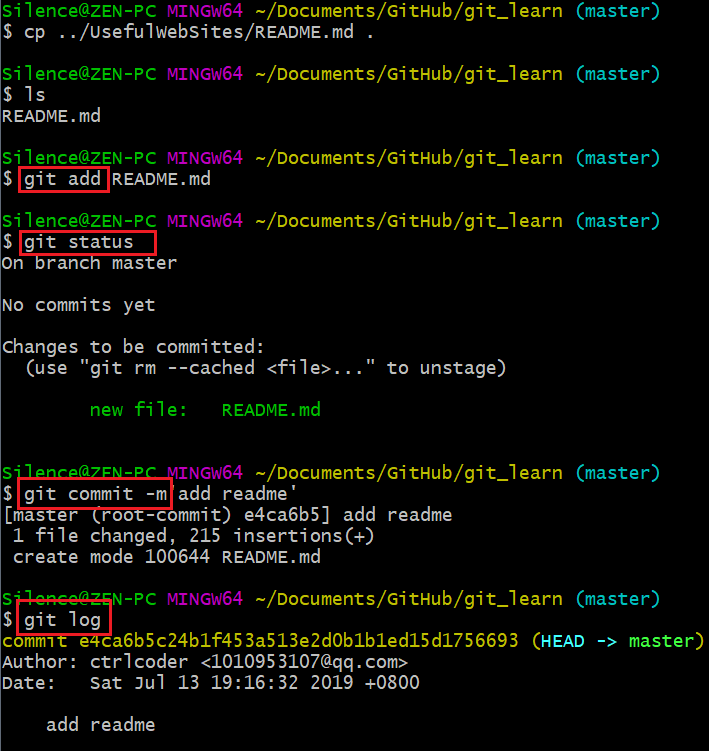 Silence@ZEN-PC MINGW64 ~/Documents/GitHub/git_learn (master)
$ cp ../UsefulWebSites/README.md .
Silence@ZEN-PC MINGW64 ~/Documents/GitHub/git_learn (master)
$ ls
README.md
Silence@ZEN-PC MINGW64 ~/Documents/GitHub/git_learn (master)
$ git add README.md
Silence@ZEN-PC MINGW64 ~/Documents/GitHub/git_learn (master)
$ git status
On branch master
No commits yet
Changes to be committed:
(use "git rm --cached <file>..." to unstage)
new file: README.md
Silence@ZEN-PC MINGW64 ~/Documents/GitHub/git_learn (master)
$ git commit -m'add readme'
[master (root-commit) e4ca6b5] add readme
1 file changed, 215 insertions(+)
create mode 100644 README.md
Silence@ZEN-PC MINGW64 ~/Documents/GitHub/git_learn (master)
$ git log
commit e4ca6b5c24b1f453a513e2d0b1b1ed15d1756693 (HEAD -> master)
Author: ctrlcoder <1010953107@qq.com>
Date: Sat Jul 13 19:16:32 2019 +0800
add readme